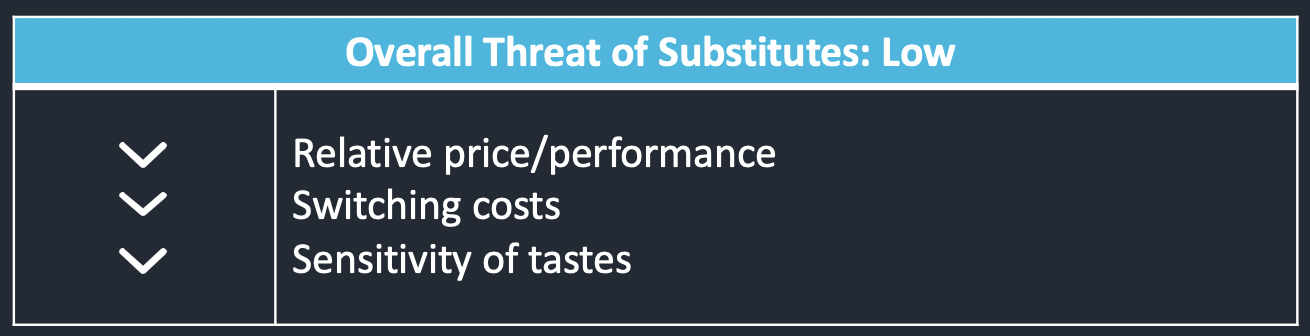 Overall Threat of Substitutes: Low
Relative price/performance
Switching costs
Sensitivity of tastes